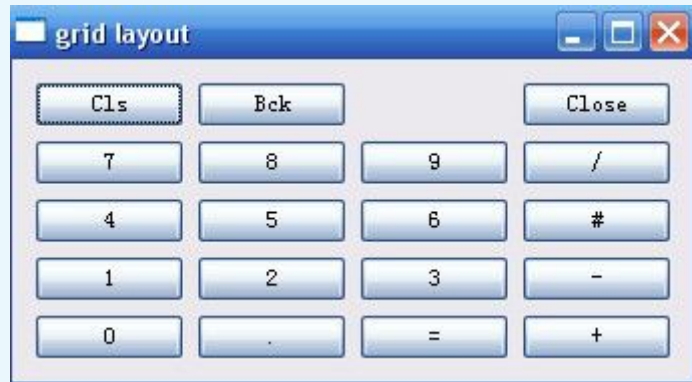 grid layout
Cls Bck Close
7 8 9 /
4 5 6 #
1 2 3 -
0 . = +